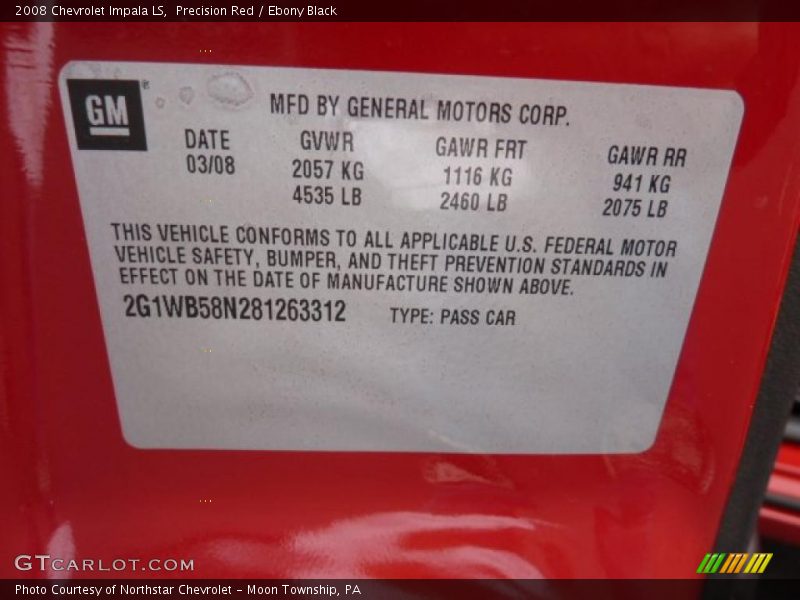 2008 Chevrolet Impala LS, Precision Red / Ebony Black
GM
MFD BY GENERAL MOTORS CORP.
DATE GVWR GAWR FRT GAWR RR
03/08 2057 KG 1116 KG 941 KG
4535 LB 2460 LB 2075 LB
THIS VEHICLE CONFORMS TO ALL APPLICABLE U.S. FEDERAL MOTOR
VEHICLE SAFETY, BUMPER, AND THEFT PREVENTION STANDARDS IN
EFFECT ON THE DATE OF MANUFACTURE SHOWN ABOVE.
2G1WB58N281263312 TYPE: PASS CAR
GTCARLOT.COM
Photo Courtesy of Northstar Chevrolet - Moon Township, PA